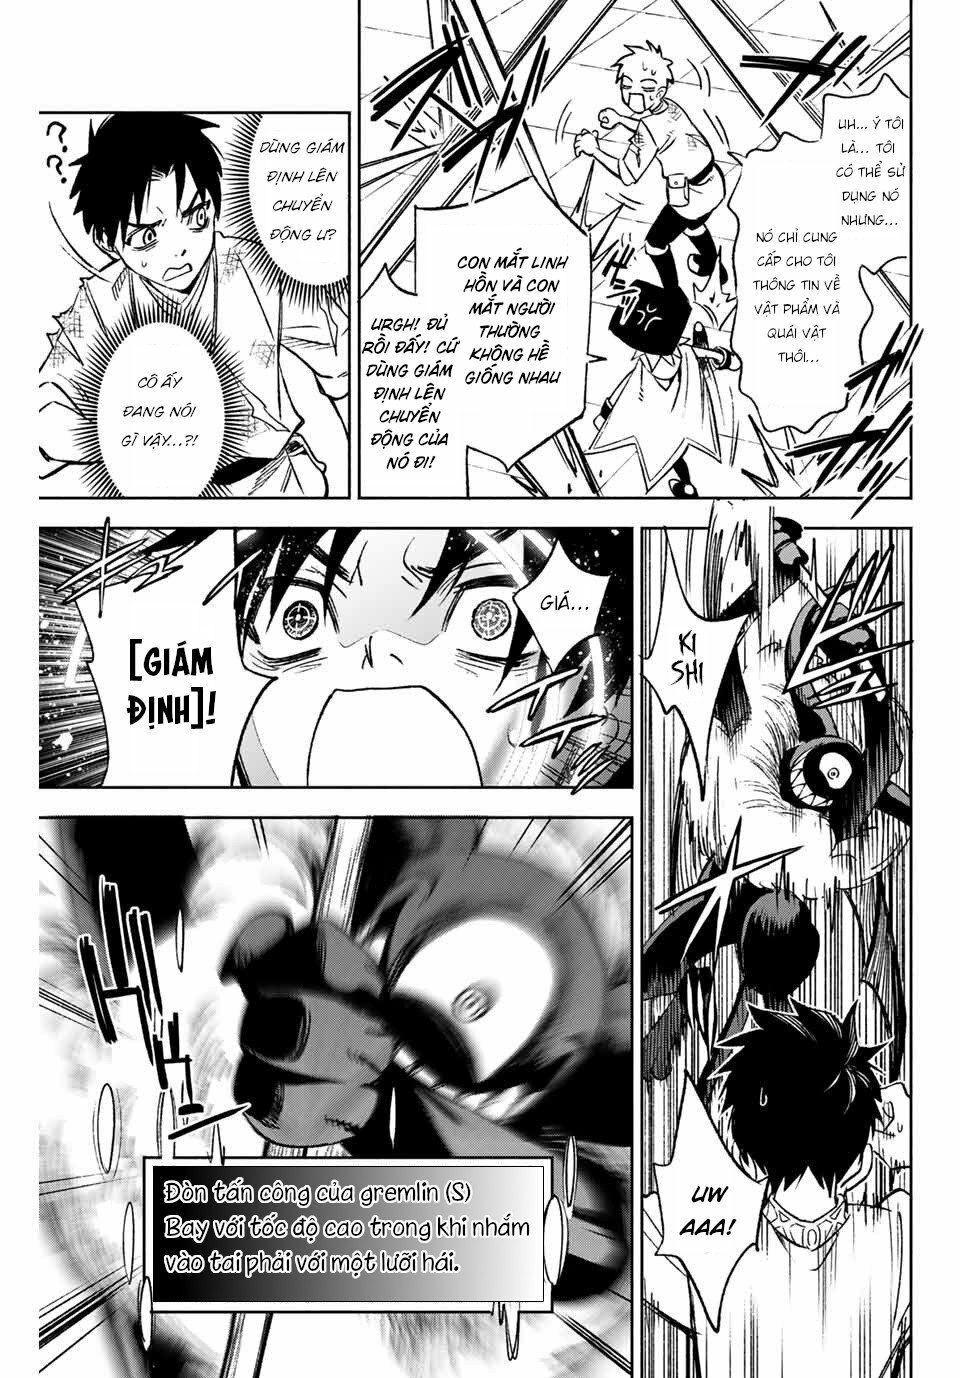 UH... Ý TÔI
LÀ... TÔI
CÓ THỂ SỬ
DỤNG NÓ
NHƯNG...
NÓ CHỈ CUNG
CẤP CHO TÔI
THÔNG TIN VỀ
VẬT PHẨM VÀ
QUÁI VẬT
THÔI...
CON MẮT LINH
HỒN VÀ CON
MẮT NGƯỜI
THƯỜNG
KHÔNG HỀ
GIỐNG NHAU
URGH! ĐỦ
RỒI ĐẤY! CỨ
DÙNG GIÁM
ĐỊNH LÊN
CHUYỂN
ĐỘNG CỦA
NÓ ĐI!
DÙNG GIÁM
ĐỊNH LÊN
CHUYỂN
ĐỘNG Ư?
???
CÔ ẤY
ĐANG NÓI
GÌ VẬY...?!
KI
SHI
UW
AAA!
GIÁ...
[GIÁM
ĐỊNH]!
Đòn tấn công của gremlin (S)
Bay với tốc độ cao trong khi nhắm
vào tai phải với một lưỡi hái.